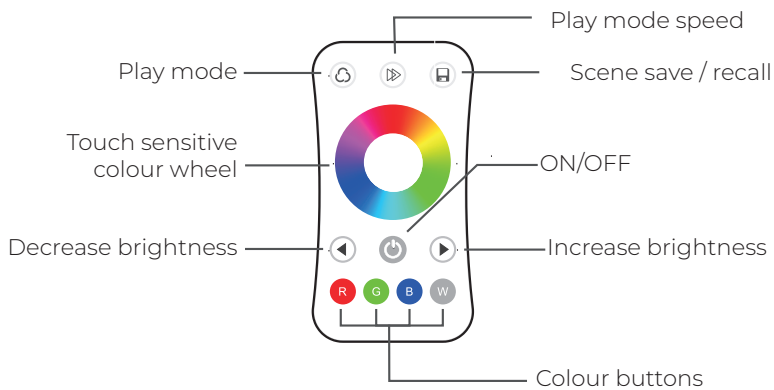 Play mode speed
Play mode
Scene save / recall
Touch sensitive
colour wheel
ON/OFF
Decrease brightness
Increase brightness
R G B W
Colour buttons